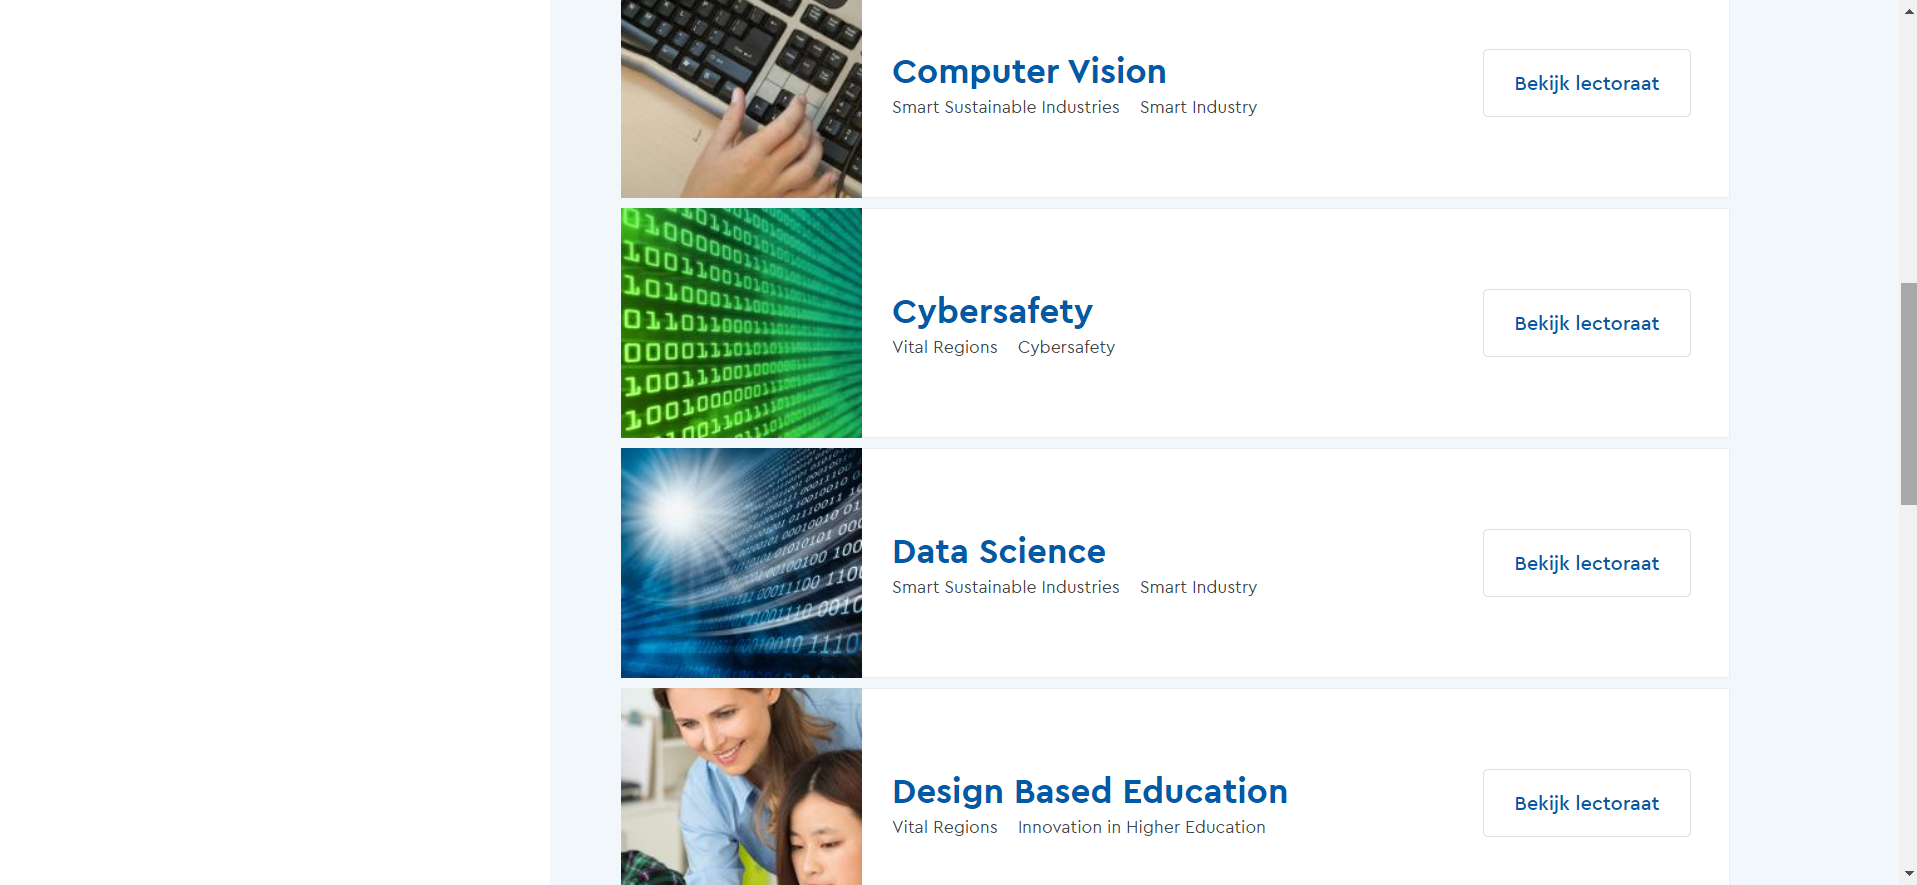 Computer Vision
Smart Sustainable Industries Smart Industry
Bekijk lectoraat
Cybersafety
Vital Regions Cybersafety
Bekijk lectoraat
Data Science
Smart Sustainable Industries Smart Industry
Bekijk lectoraat
Design Based Education
Vital Regions Innovation in Higher Education
Bekijk lectoraat